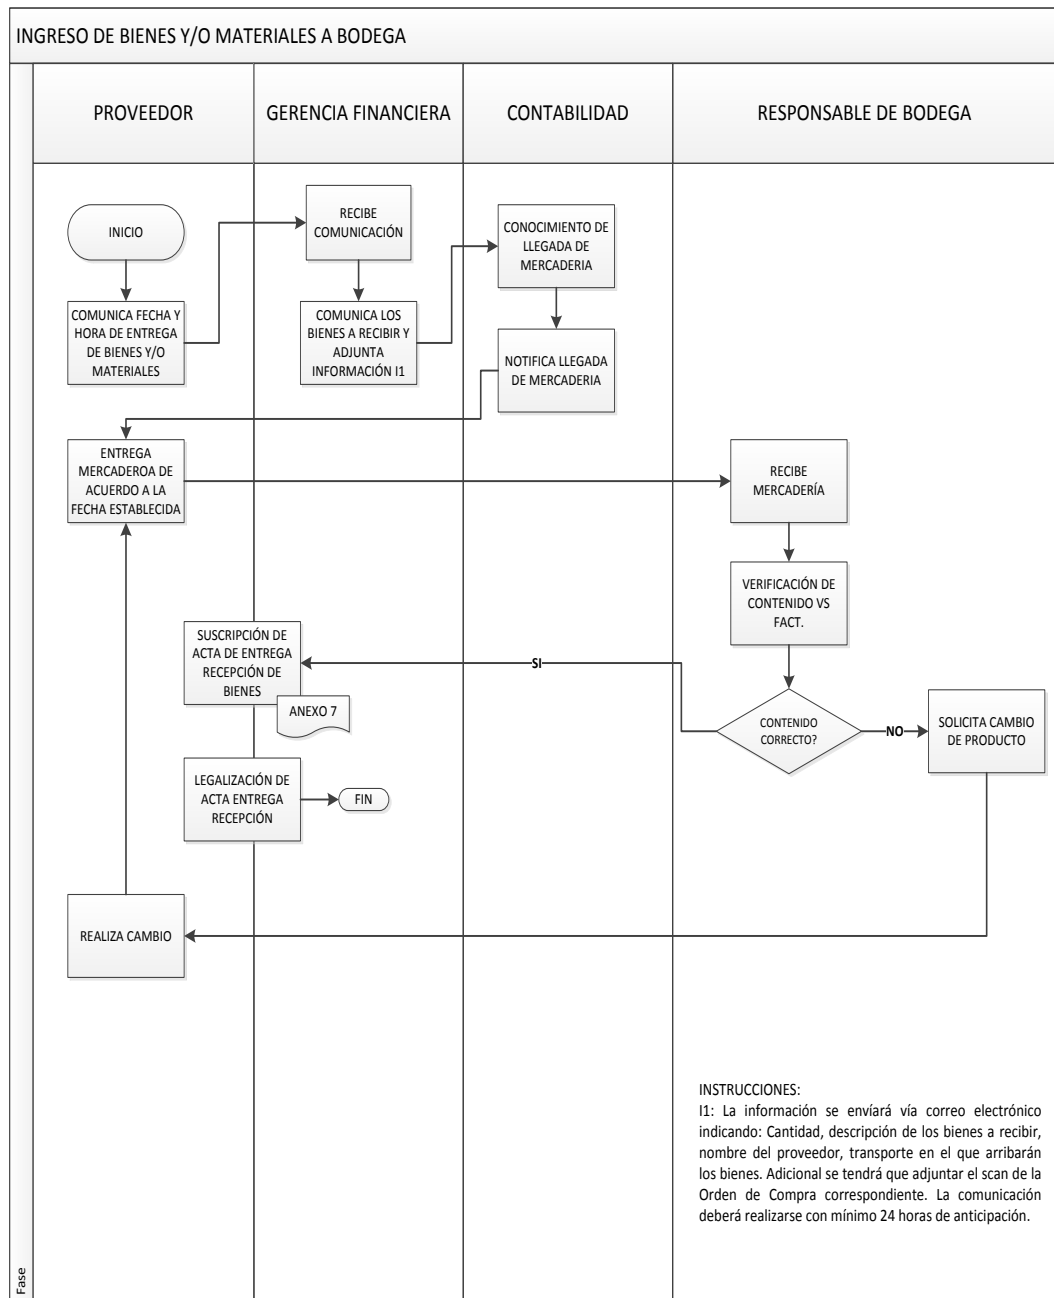 INGRESO DE BIENES Y/O MATERIALES A BODEGA
PROVEEDOR
GERENCIA FINANCIERA
CONTABILIDAD
RESPONSABLE DE BODEGA
INICIO
RECIBE
COMUNICACIÓN
CONOCIMIENTO DE
LLEGADA DE
MERCADERIA
COMUNICA FECHA Y
HORA DE ENTREGA
DE BIENES Y/O
MATERIALES
COMUNICA LOS
BIENES A RECIBIR Y
ADJUNTA
INFORMACIÓN I1
NOTIFICA LLEGADA
DE MERCADERIA
ENTREGA
MERCADEROA DE
ACUERDO A LA
FECHA ESTABLECIDA
RECIBE
MERCADERÍA
VERIFICACIÓN DE
CONTENIDO VS
FACT.
SUSCRIPCIÓN DE
ACTA DE ENTREGA
RECEPCIÓN DE
BIENES
SI
ANEXO 7
CONTENIDO
CORRECTO?
NO
SOLICITA CAMBIO
DE PRODUCTO
LEGALIZACIÓN DE
ACTA ENTREGA
RECEPCIÓN
FIN
REALIZA CAMBIO
INSTRUCCIONES:
I1: La información se envíará vía correo electrónico
indicando: Cantidad, descripción de los bienes a recibir,
nombre del proveedor, transporte en el que arribarán
los bienes. Adicional se tendrá que adjuntar el scan de la
Orden de Compra correspondiente. La comunicación
deberá realizarse con mínimo 24 horas de anticipación.
Fase